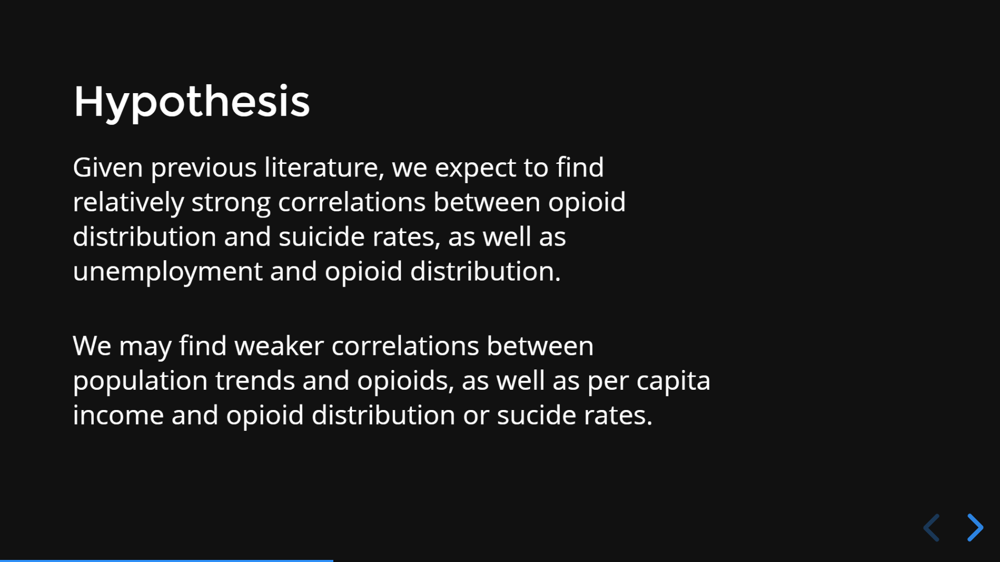 Hypothesis
Given previous literature, we expect to find
relatively strong correlations between opioid
distribution and suicide rates, as well as
unemployment and opioid distribution.
We may find weaker correlations between
population trends and opioids, as well as per capita
income and opioid distribution or sucide rates.